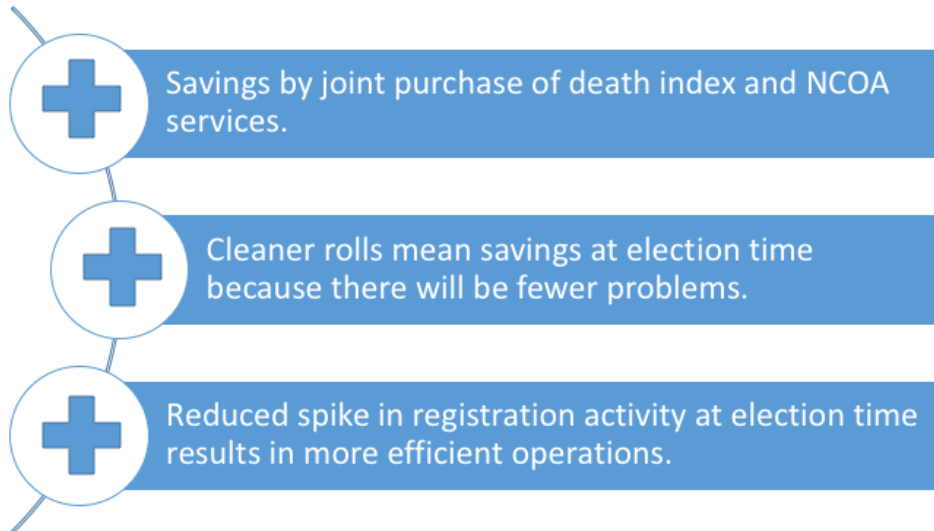 Savings by joint purchase of death index and NCOA
services.
Cleaner rolls mean savings at election time
because there will be fewer problems.
Reduced spike in registration activity at election time
results in more efficient operations.